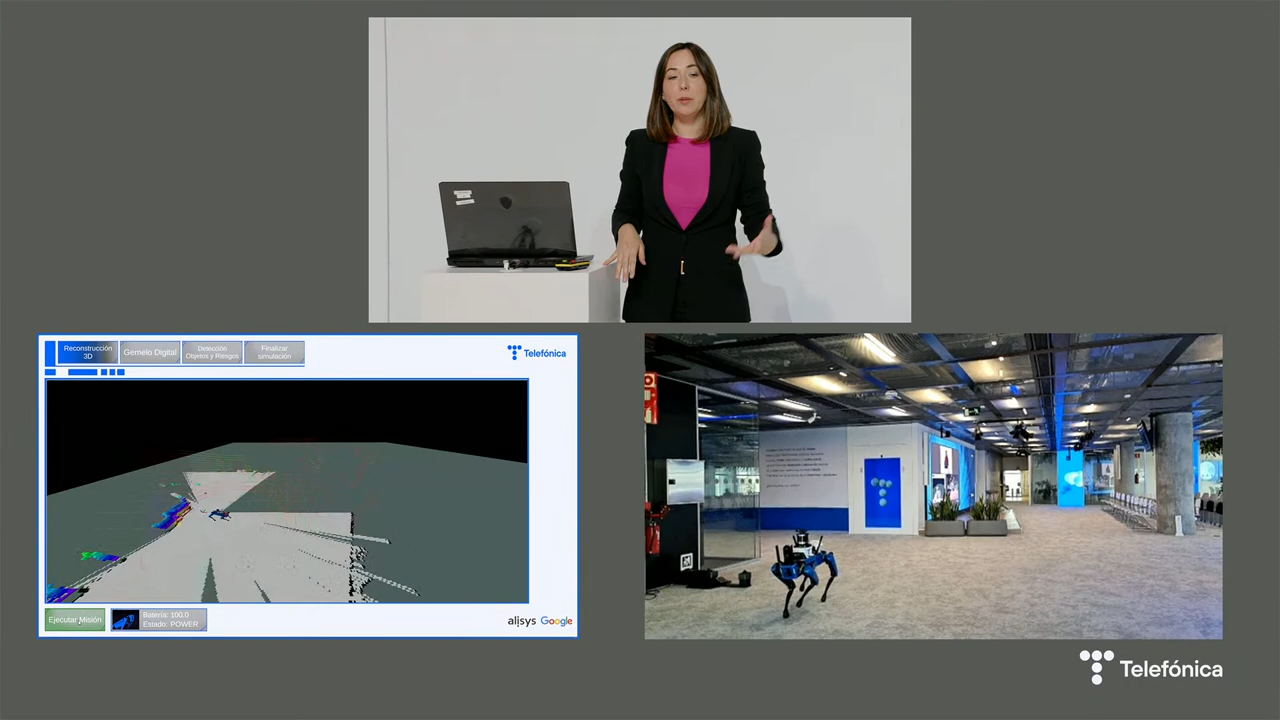 Reconstrucción
3D
Gemelo Digital
Detección
Objetos y Riesgos
Finalizar
simulación
Telefónica
Ejecutar Misión
Batería: 100.0
Estado: POWER
alisys Google
Telefónica